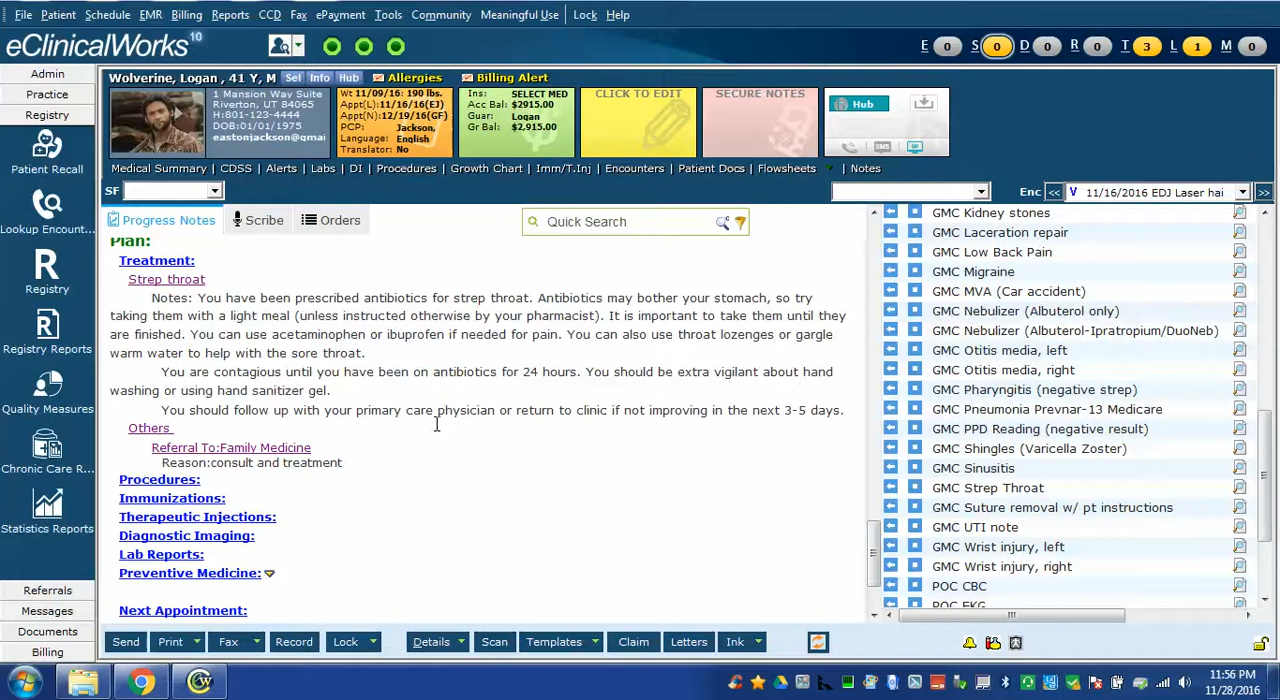 File Patient Schedule EMR Billing Reports CCD Fax ePayment Tools Community Meaningful Use Lock Help
eClinicalWorks 10 E 0 S 0 D 0 R 0 T 3 L 1 M 0
Admin
Practice
Registry
Patient Recall
Lookup Encount...
R
Registry
Registry Reports
Quality Measures
Chronic Care R...
Statistics Reports
Referrals
Messages
Documents
Billing
Wolverine, Logan , 41 Y, M Sel Info Hub Allergies Billing Alert
1 Mansion Way Suite
Riverton, UT 84065
H:801-123-4444
DOB:01/01/1975
eastonjackson@gmai
Wt 11/09/16: 190 lbs.
Appt(L):11/16/16(EJ)
Appt(N):12/19/16(GF)
PCP: Jackson,
Language: English
Translator: No
Ins: SELECT MED
Acc Bal: $2915.00
Guar: Logan
Gr Bal: $2,915.00
CLICK TO EDIT
SECURE NOTES
Hub
Medical Summary | CDSS | Alerts | Labs | DI | Procedures | Growth Chart | Imm/T.Inj | Encounters | Patient Docs | Flowsheets | Notes
SF Enc << V 11/16/2016 EDJ Laser hai >>
Progress Notes Scribe Orders Quick Search
Plan:
Treatment:
Strep throat
Notes: You have been prescribed antibiotics for strep throat. Antibiotics may bother your stomach, so try
taking them with a light meal (unless instructed otherwise by your pharmacist). It is important to take them until they
are finished. You can use acetaminophen or ibuprofen if needed for pain. You can also use throat lozenges or gargle
warm water to help with the sore throat.
You are contagious until you have been on antibiotics for 24 hours. You should be extra vigilant about hand
washing or using hand sanitizer gel.
You should follow up with your primary care physician or return to clinic if not improving in the next 3-5 days.
Others
Referral To:Family Medicine
Reason:consult and treatment
Procedures:
Immunizations:
Therapeutic Injections:
Diagnostic Imaging:
Lab Reports:
Preventive Medicine:
Next Appointment:
GMC Kidney stones
GMC Laceration repair
GMC Low Back Pain
GMC Migraine
GMC MVA (Car accident)
GMC Nebulizer (Albuterol only)
GMC Nebulizer (Albuterol-Ipratropium/DuoNeb)
GMC Otitis media, left
GMC Otitis media, right
GMC Pharyngitis (negative strep)
GMC Pneumonia Prevnar-13 Medicare
GMC PPD Reading (negative result)
GMC Shingles (Varicella Zoster)
GMC Sinusitis
GMC Strep Throat
GMC Suture removal w/ pt instructions
GMC UTI note
GMC Wrist injury, left
GMC Wrist injury, right
POC CBC
POC EKG
Send Print Fax Record Lock Details Scan Templates Claim Letters Ink
11:56 PM
11/28/2016